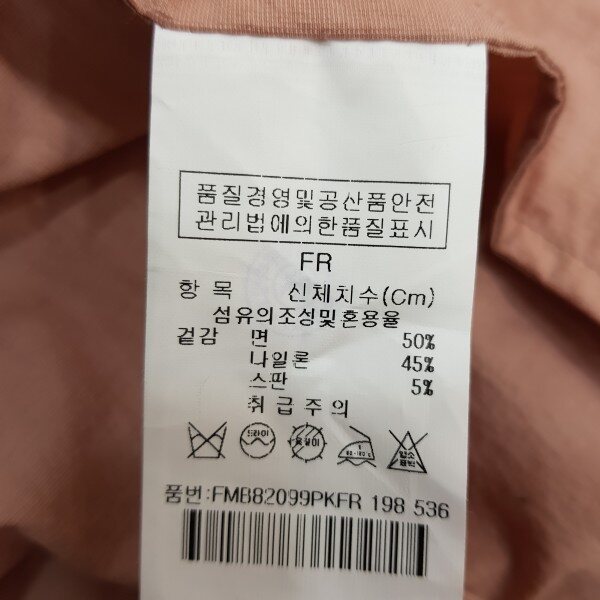 품질경영및공산품안전
관리법에의한품질표시
FR
항 목 신체치수(Cm)
섬유의조성및혼용율
겉감 면 50%
나일론 45%
스판 5%
취급주의
드라이
품번:FMB82099PKFR 198 536